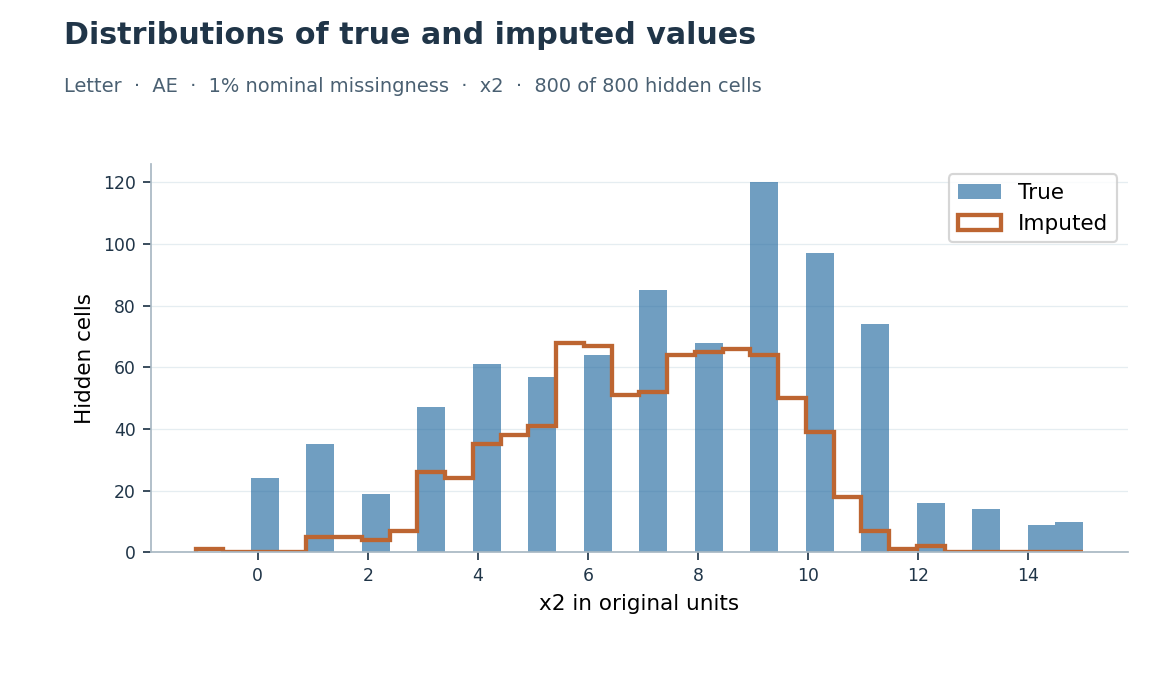 Distributions of true and imputed values
Letter · AE · 1% nominal missingness · x2 · 800 of 800 hidden cells
True
Imputed
Hidden cells
120
100
80
60
40
20
0
0 2 4 6 8 10 12 14
x2 in original units